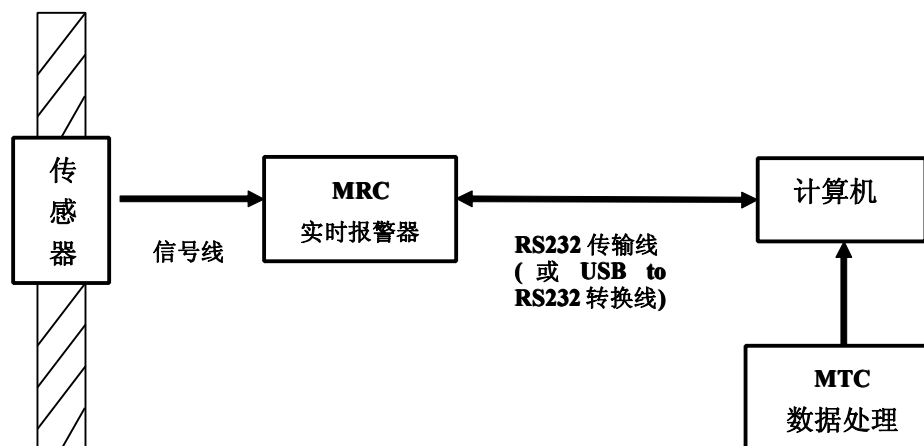 传感器
信号线
MRC
实时报警器
RS232 传输线
( 或 USB to
RS232 转换线)
计算机
MTC
数据处理